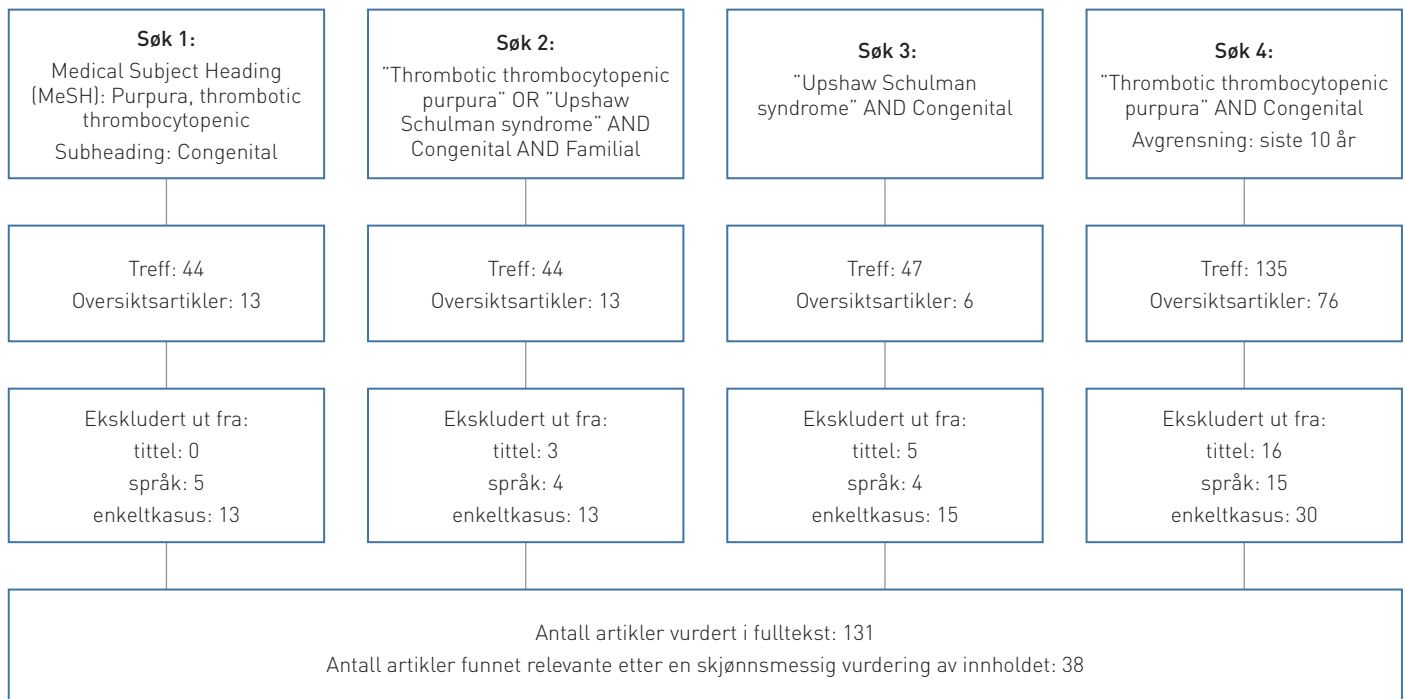 Søk 1:
Medical Subject Heading
(MeSH): Purpura, thrombotic
thrombocytopenic
Subheading: Congenital
Søk 2:
”Thrombotic thrombocytopenic
purpura” OR ”Upshaw
Schulman syndrome” AND
Congenital AND Familial
Søk 3:
”Upshaw Schulman
syndrome” AND Congenital
Søk 4:
”Thrombotic thrombocytopenic
purpura” AND Congenital
Avgrensning: siste 10 år
Treff: 44
Oversiktsartikler: 13
Treff: 44
Oversiktsartikler: 13
Treff: 47
Oversiktsartikler: 6
Treff: 135
Oversiktsartikler: 76
Ekskludert ut fra:
tittel: 0
språk: 5
enkeltkasus: 13
Ekskludert ut fra:
tittel: 3
språk: 4
enkeltkasus: 13
Ekskludert ut fra:
tittel: 5
språk: 4
enkeltkasus: 15
Ekskludert ut fra:
tittel: 16
språk: 15
enkeltkasus: 30
Antall artikler vurdert i fulltekst: 131
Antall artikler funnet relevante etter en skjønnsmessig vurdering av innholdet: 38